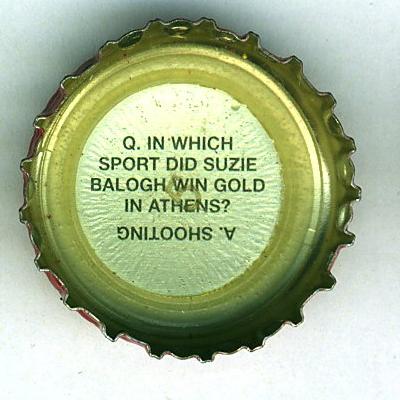 Q. IN WHICH
SPORT DID SUZIE
BALOGH WIN GOLD
IN ATHENS?
A. SHOOTING